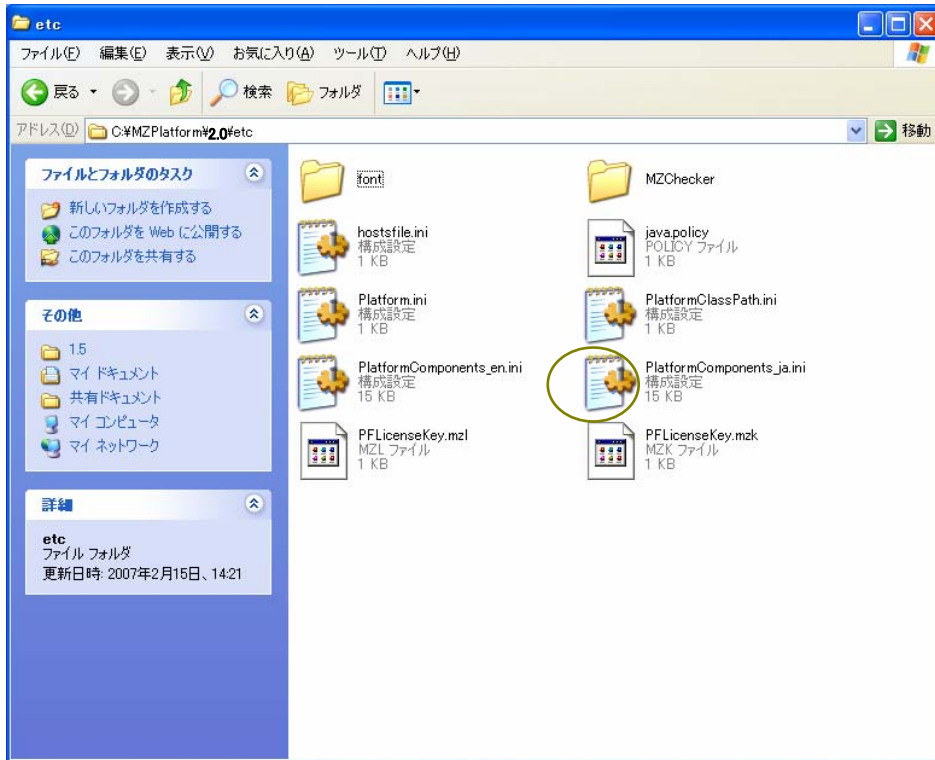 etc
ファイル(F) 編集(E) 表示(V) お気に入り(A) ツール(T) ヘルプ(H)
戻る 検索 フォルダ
アドレス(D) C:¥MZPlatform¥2.0¥etc 移動
ファイルとフォルダのタスク
新しいフォルダを作成する
このフォルダを Web に公開する
このフォルダを共有する
その他
1.5
マイ ドキュメント
共有ドキュメント
マイ コンピュータ
マイ ネットワーク
詳細
etc
ファイル フォルダ
更新日時: 2007年2月15日、14:21
font
MZChecker
hostsfile.ini
構成設定
1 KB
java.policy
POLICY ファイル
1 KB
Platform.ini
構成設定
1 KB
PlatformClassPath.ini
構成設定
1 KB
PlatformComponents_en.ini
構成設定
15 KB
PlatformComponents_ja.ini
構成設定
15 KB
PFLicenseKey.mzl
MZL ファイル
1 KB
PFLicenseKey.mzk
MZK ファイル
1 KB